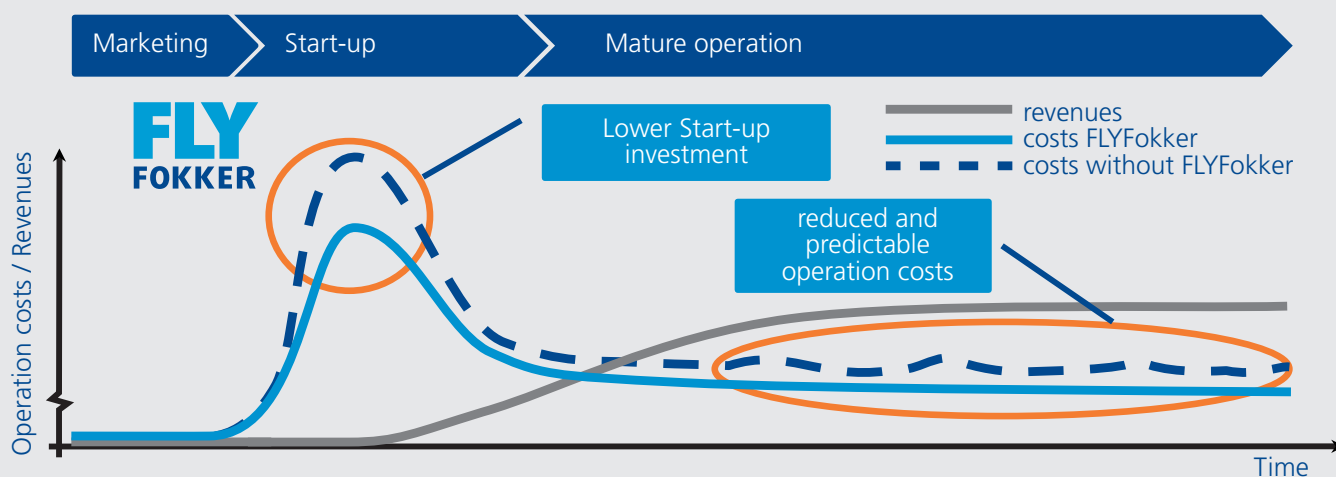 Marketing
Start-up
Mature operation
FLY
FOKKER
Lower Start-up
investment
revenues
costs FLYFokker
costs without FLYFokker
reduced and
predictable
operation costs
Operation costs / Revenues
Time